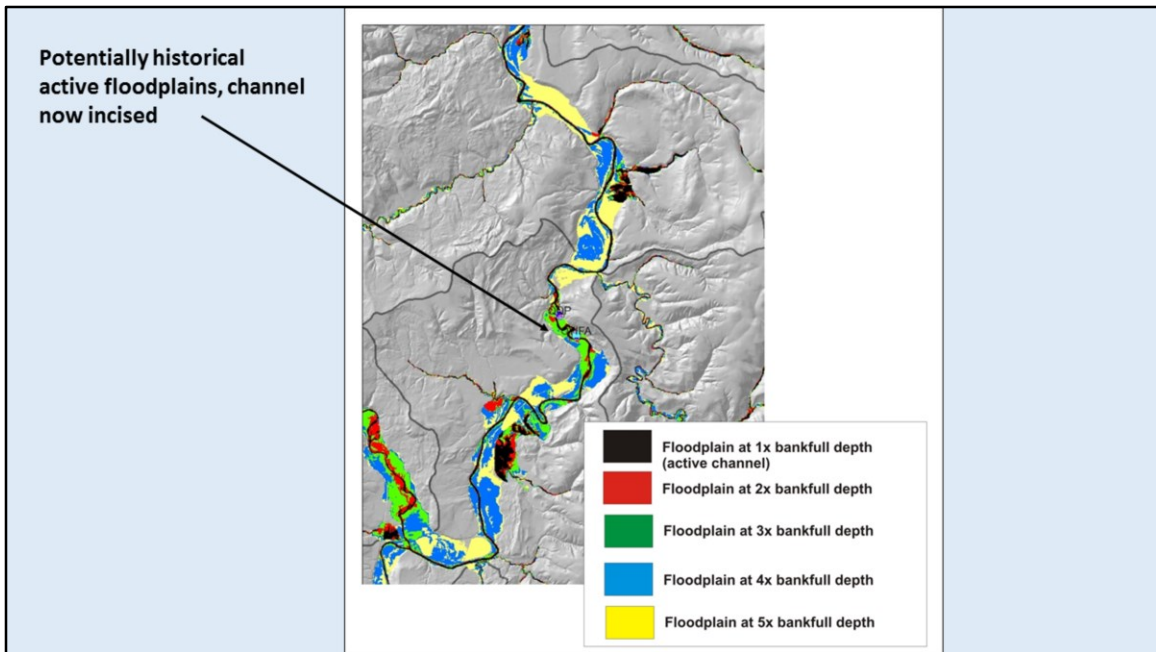 Potentially historical
active floodplains, channel
now incised
Floodplain at 1x bankfull depth
(active channel)
Floodplain at 2x bankfull depth
Floodplain at 3x bankfull depth
Floodplain at 4x bankfull depth
Floodplain at 5x bankfull depth